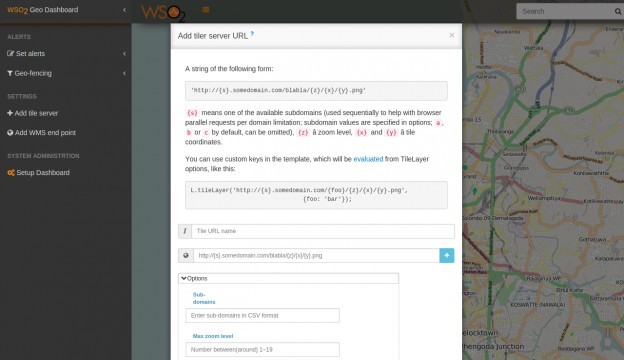 WSO2 Geo Dashboard
WSO2
Search
ALERTS
Set alerts
Geo-fencing
SETTINGS
Add tiler server
Add WMS end point
SYSTEM ADMINISTRTION
Setup Dashboard
Add tiler server URL ?
×
A string of the following form:
'http://{s}.somedomain.com/blabla/{z}/{x}/{y}.png'
{s} means one of the available subdomains (used sequentially to help with browser
parallel requests per domain limitation; subdomain values are specified in options; a,
b or c by default, can be omitted), {z} â zoom level, {x} and {y} â tile
coordinates.
You can use custom keys in the template, which will be evaluated from TileLayer
options, like this:
L.tileLayer('http://{s}.somedomain.com/{foo}/{z}/{x}/{y}.png',
{foo: 'bar'});
I
Tile URL name
http://{s}.somedomain.com/blabla/{z}/{x}/{y}.png
+
Options
Sub-
domains
Enter sub-domains in CSV format
Max zoom level
Number between(around) 1~19
Wattala
Kelaniya
Battaramulla
KOSWATTE (NAWALA)